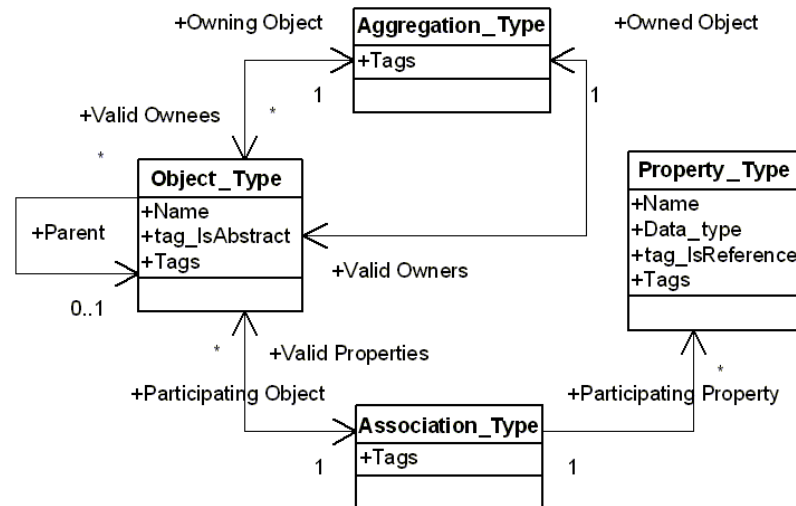 +Owning Object
Aggregation_Type
+Owned Object
+Tags
1
1
+Valid Ownees
*
*
Object_Type
+Name
+tag_IsAbstract
+Tags
+Parent
0..1
+Valid Owners
Property_Type
+Name
+Data_type
+tag_IsReference
+Tags
*
+Valid Properties
*
+Participating Object
+Participating Property
Association_Type
+Tags
1
1